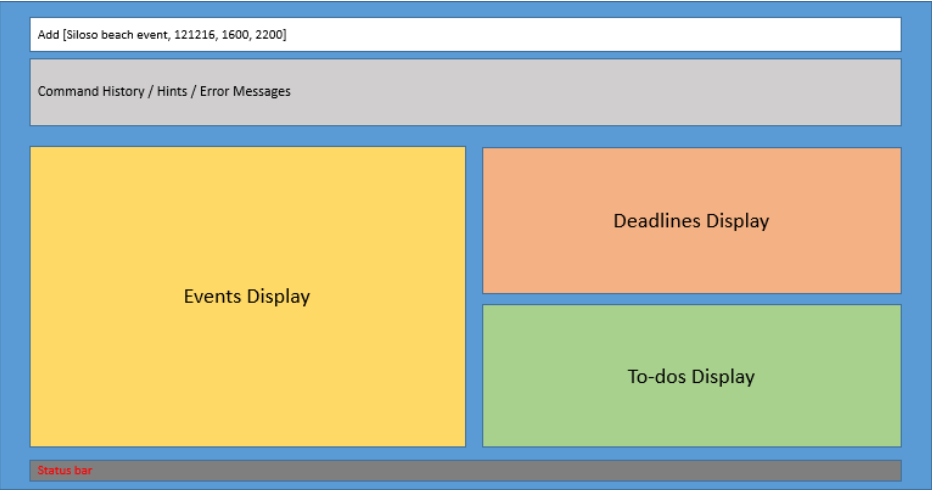 Add [Siloso beach event, 121216, 1600, 2200]
Command History / Hints / Error Messages
Events Display
Deadlines Display
To-dos Display
Status bar